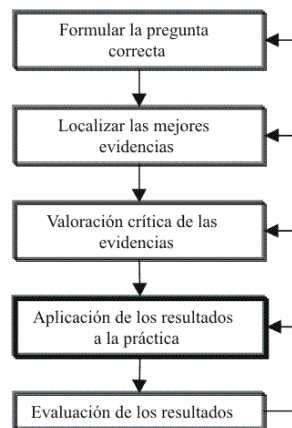 Formular la pregunta
correcta
Localizar las mejores
evidencias
Valoración crítica de las
evidencias
Aplicación de los resultados
a la práctica
Evaluación de los resultados